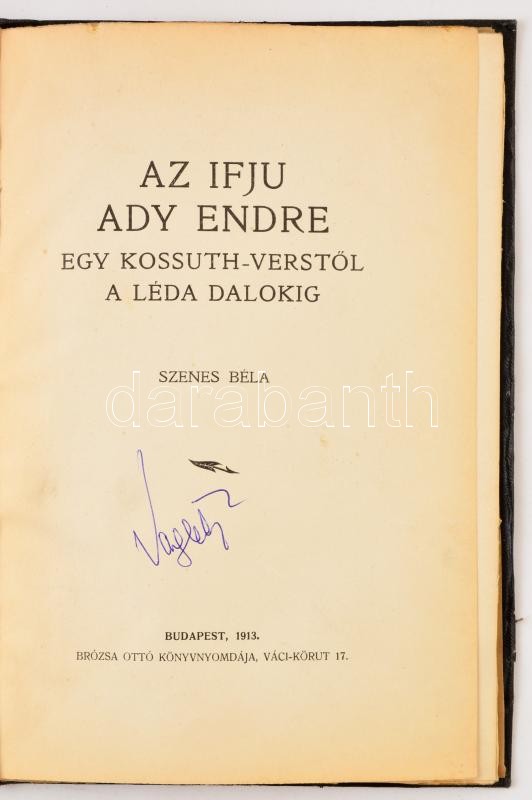 AZ IFJU
ADY ENDRE
EGY KOSSUTH-VERSTŐL
A LÉDA DALOKIG
SZENES BÉLA
darabanth
BUDAPEST, 1913.
BRÓZSA OTTÓ KÖNYVNYOMDÁJA, VÁCI-KÖRUT 17.